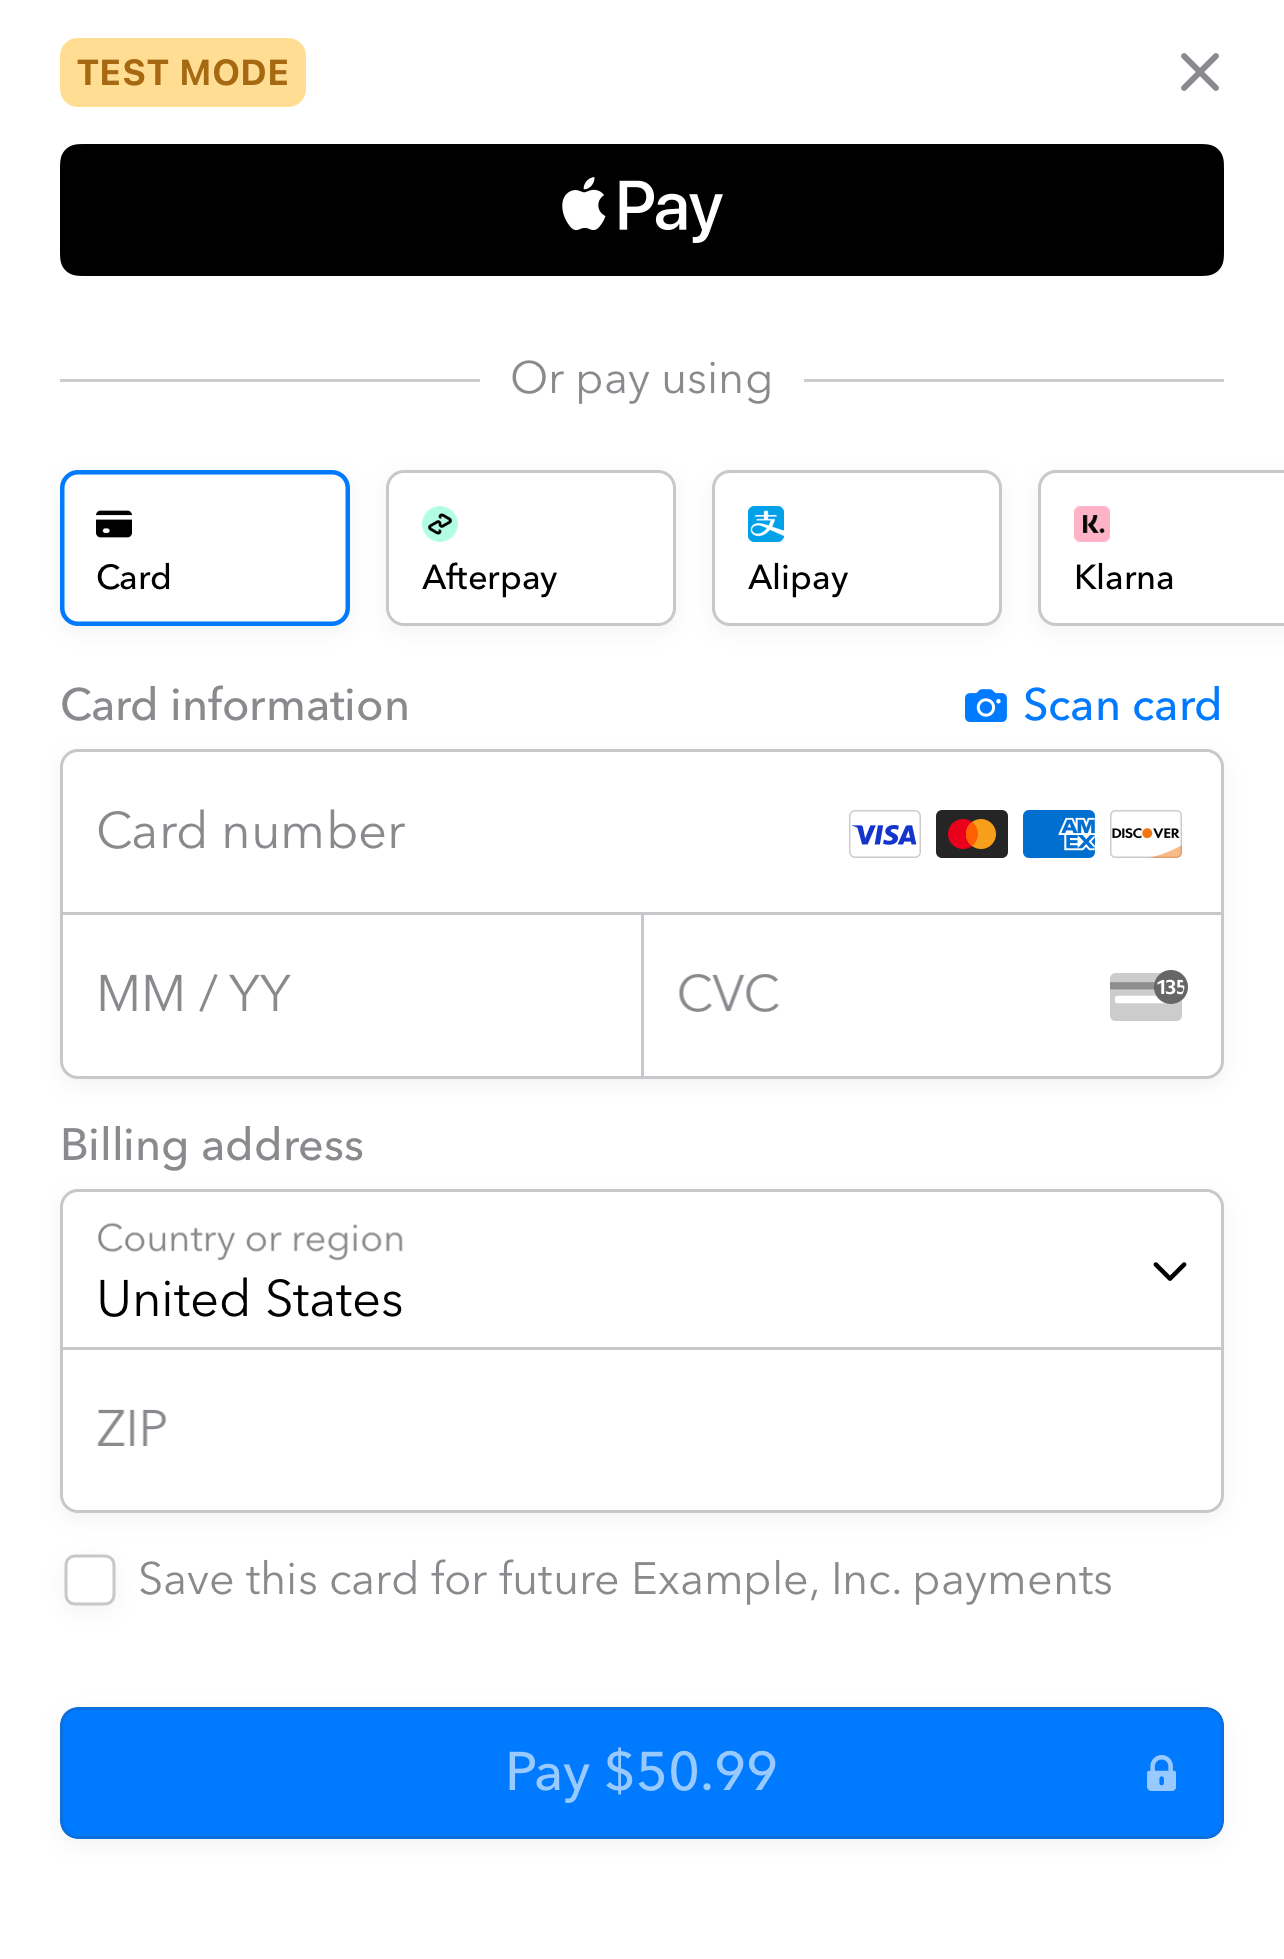 TEST MODE
Pay
Or pay using
Card
Afterpay
支
Alipay
K.
Klarna
Card information
Scan card
Card number
VISA
AM
EX
DISCOVER
MM / YY
CVC
135
Billing address
Country or region
United States
ZIP
Save this card for future Example, Inc. payments
Pay $50.99